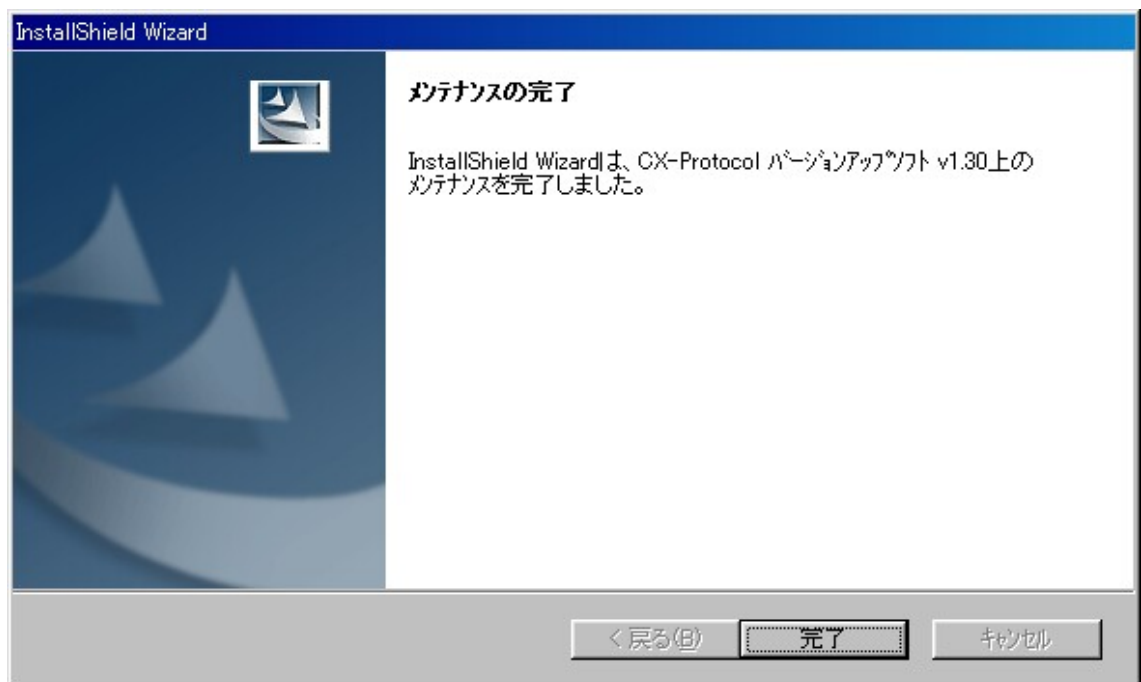 InstallShield Wizard
メンテナンスの完了
InstallShield Wizardは、CX-Protocol バージョンアップソフト v1.30上の
メンテナンスを完了しました。
< 戻る(B)
完了
キャンセル